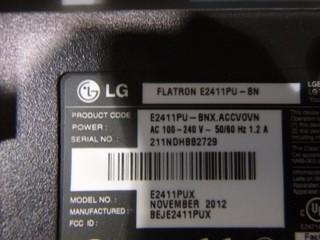 LG
FLATRON E2411PU-BN
PRODUCT CODE E2411PU-BNX.ACCVOVN
POWER : AC 100-240 V - 50/60 Hz 1.2 A
SERIAL NO : 211NDHBB2729
MODEL NO : E2411PUX
MANUFACTURED: NOVEMBER 2012
FCC ID : BEJE2411PUX